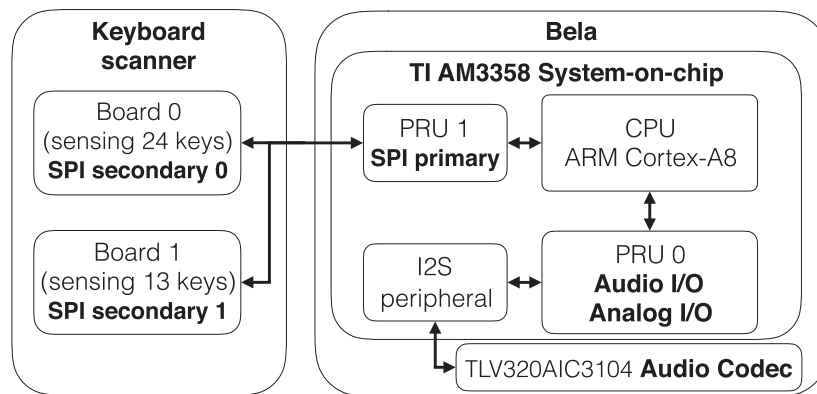 Keyboard
scanner
Board 0
(sensing 24 keys)
SPI secondary 0
Board 1
(sensing 13 keys)
SPI secondary 1
Bela
TI AM3358 System-on-chip
PRU 1
SPI primary
CPU
ARM Cortex-A8
I2S
peripheral
PRU 0
Audio I/O
Analog I/O
TLV320AIC3104 Audio Codec